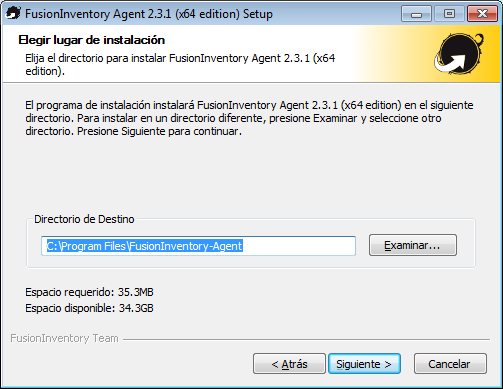 FusionInventory Agent 2.3.1 (x64 edition) Setup
Elegir lugar de instalación
Elija el directorio para instalar FusionInventory Agent 2.3.1 (x64
edition).
El programa de instalación instalará FusionInventory Agent 2.3.1 (x64 edition) en el siguiente
directorio. Para instalar en un directorio diferente, presione Examinar y seleccione otro
directorio. Presione Siguiente para continuar.
Directorio de Destino
C:\Program Files\FusionInventory-Agent
Examinar...
Espacio requerido: 35.3MB
Espacio disponible: 34.3GB
FusionInventory Team
< Atrás
Siguiente >
Cancelar